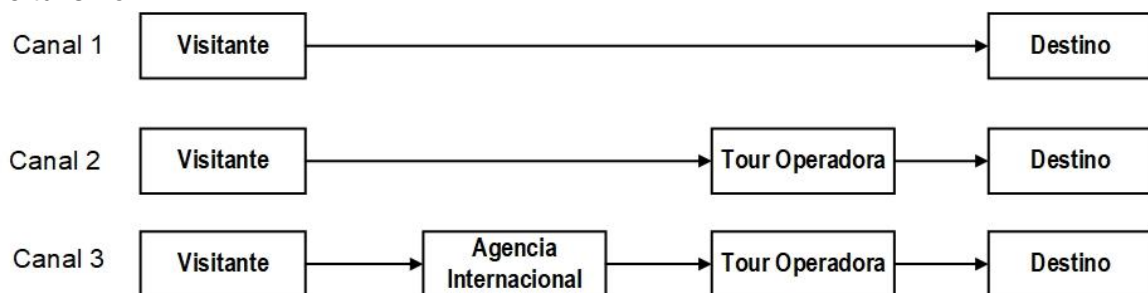 Canal 1 Visitante Destino
Canal 2 Visitante Tour Operadora Destino
Canal 3 Visitante Agencia Internacional Tour Operadora Destino